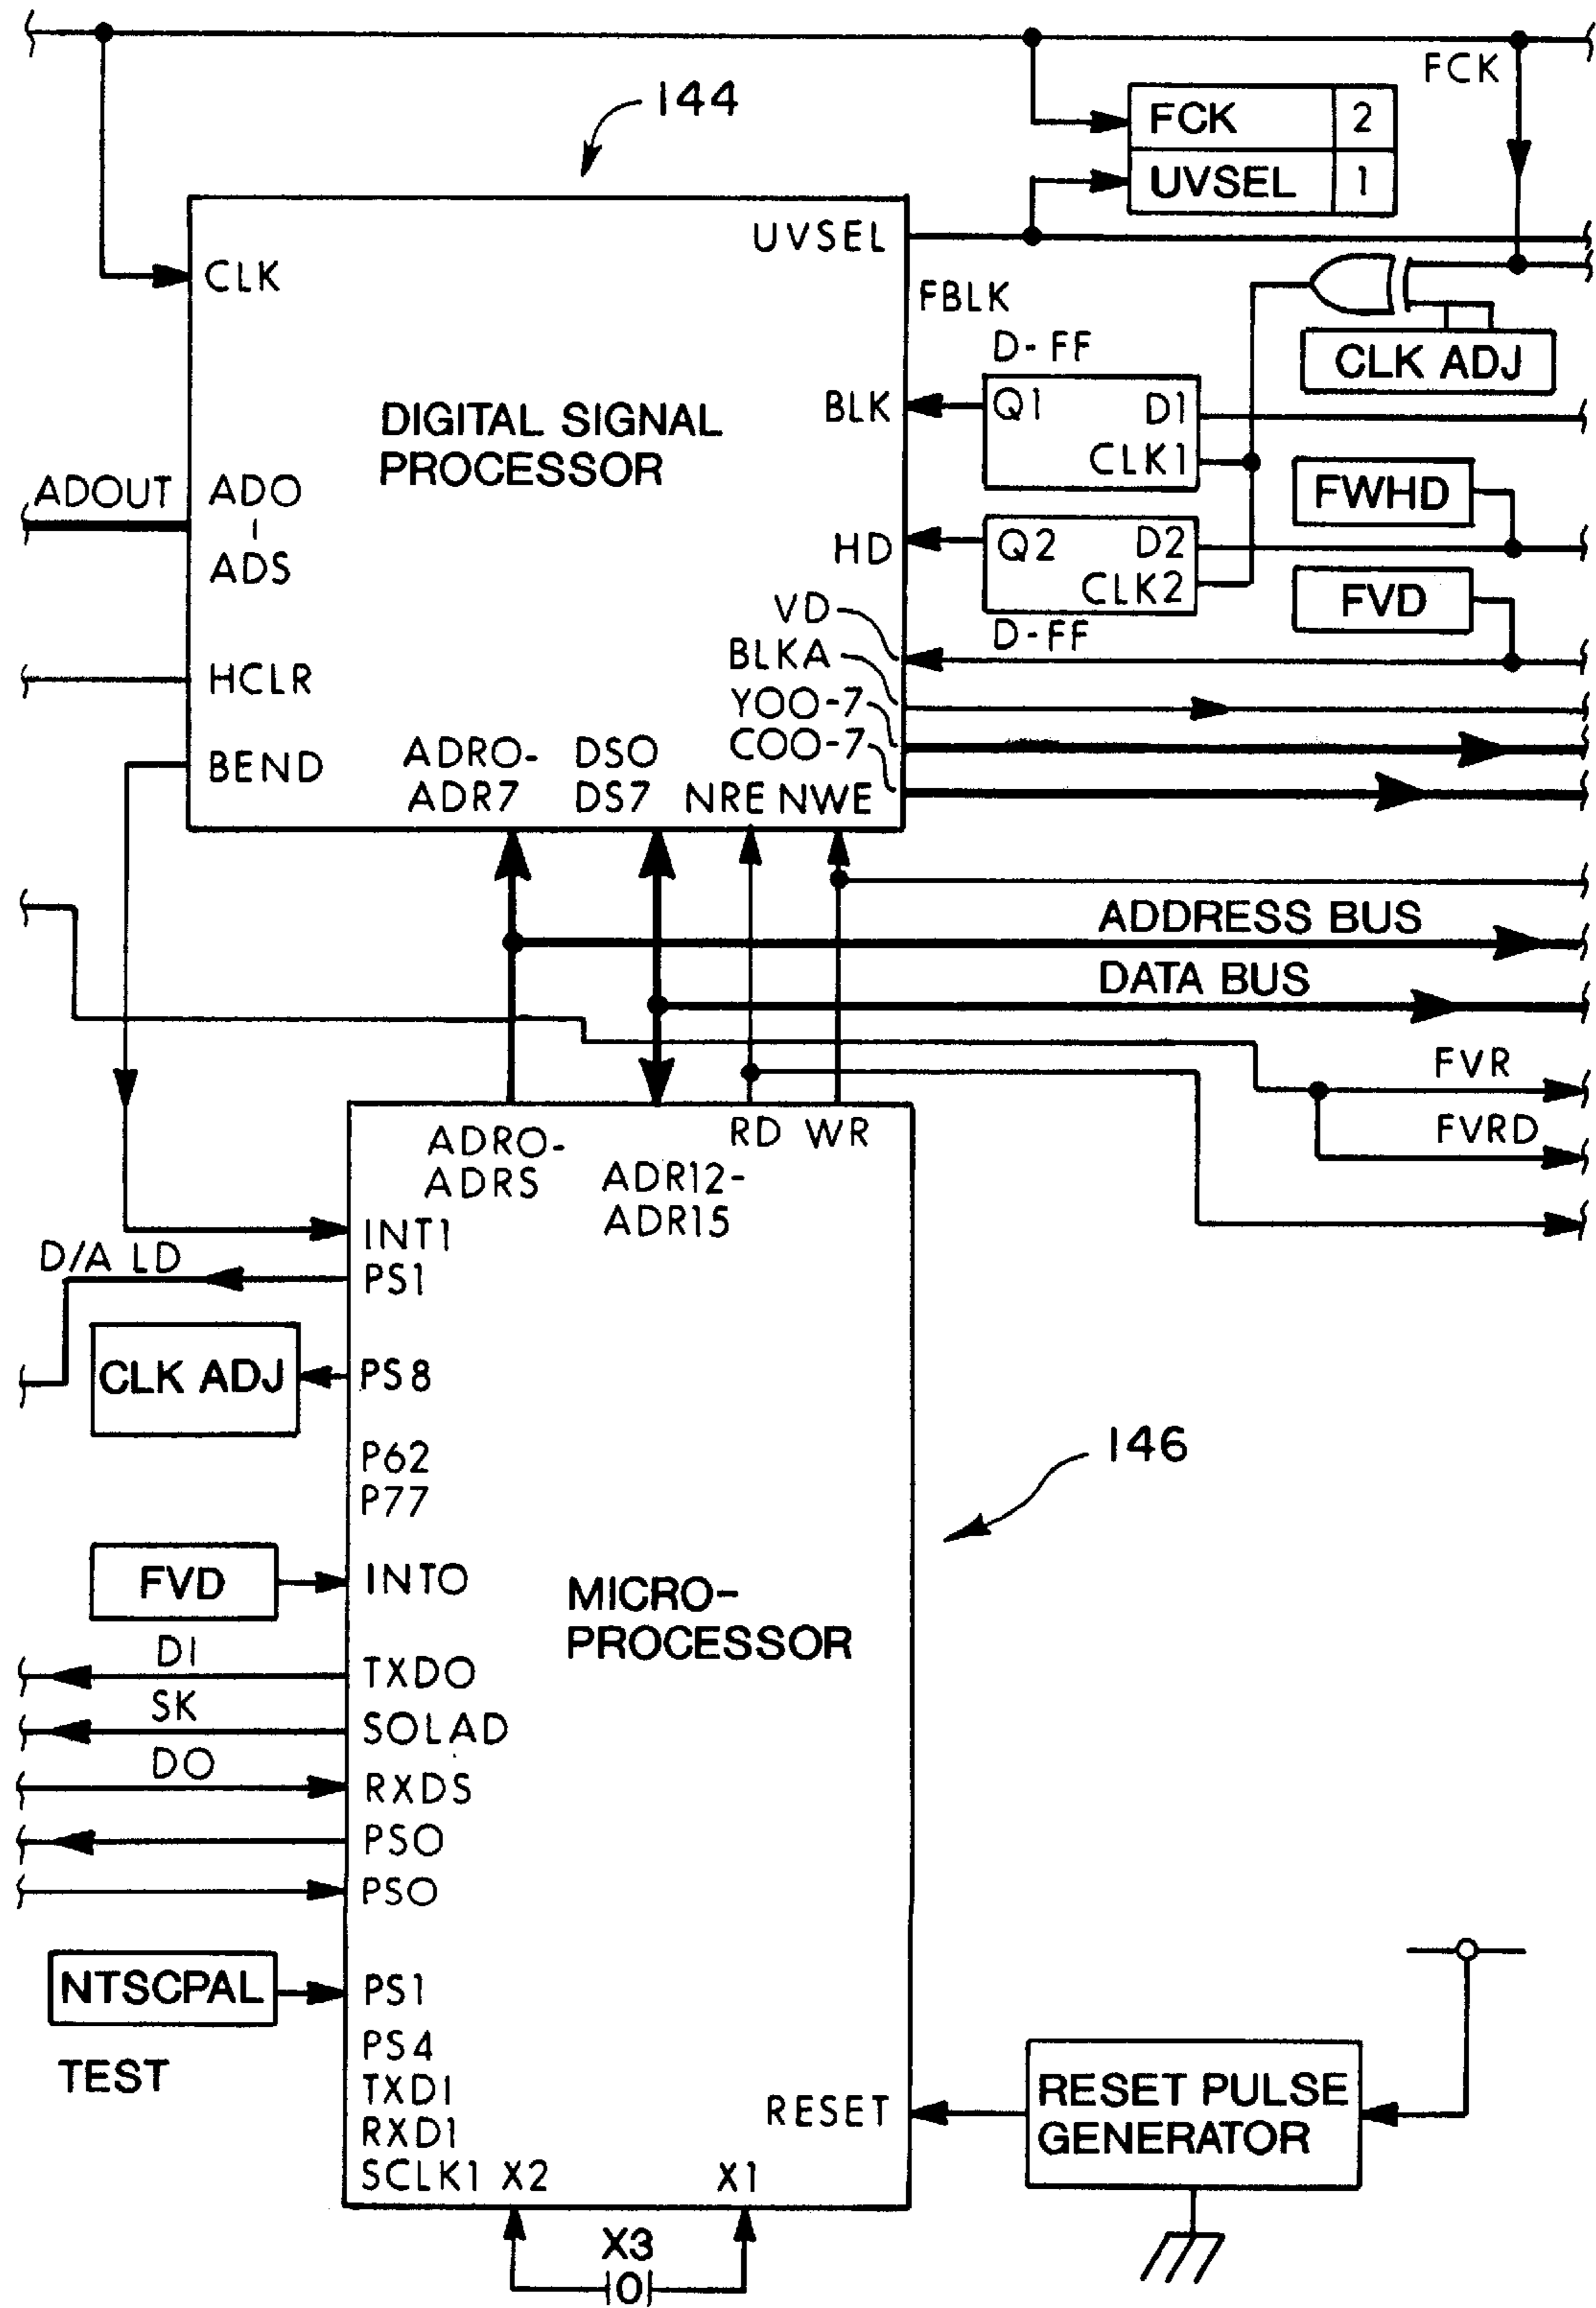 FCK
144
FCK 2
UVSEL 1
UVSEL
CLK
FBLK
D-FF
CLK ADJ
DIGITAL SIGNAL
PROCESSOR
BLK
Q1 D1
CLK1
ADOUT
ADO
-
ADS
FWHD
HD
Q2 D2
CLK2
D-FF
FVD
VD
BLKA
YOO-7
COO-7
HCLR
BEND
ADRO-
ADR7
DSO
DS7
NRE NWE
ADDRESS BUS
DATA BUS
FVR
FVRD
ADRO-
ADRS
ADR12-
ADR15
RD WR
INT1
D/A LD
PS1
CLK ADJ
PS8
P62
P77
146
FVD
INTO
MICRO-
PROCESSOR
DI
TXDO
SK
SOLAD
DO
RXDS
PSO
PSO
NTSCPAL
PS1
TEST
PS4
TXD1
RXD1
SCLK1 X2 X1
RESET
RESET PULSE
GENERATOR
X3